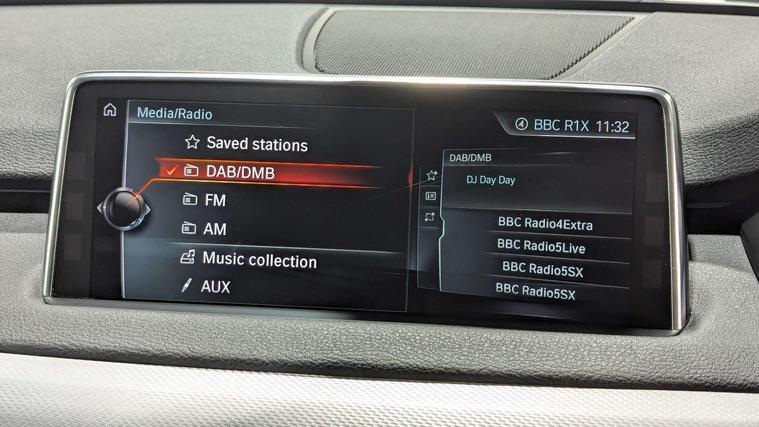 Media/Radio
BBC R1X 11:32
Saved stations
DAB/DMB
FM
AM
Music collection
AUX
DAB/DMB
DJ Day Day
BBC Radio4Extra
BBC Radio5Live
BBC Radio5SX
BBC Radio5SX